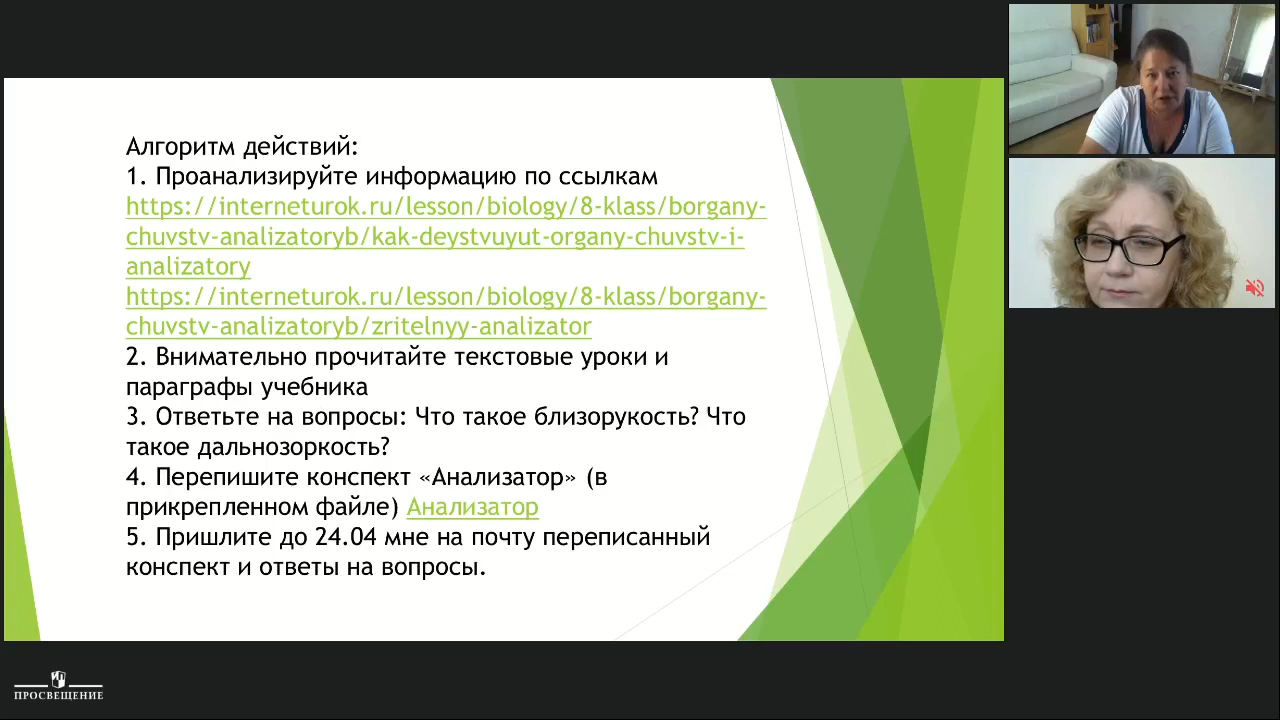 Алгоритм действий:
1. Проанализируйте информацию по ссылкам
https://interneturok.ru/lesson/biology/8-klass/borgany-
chuvstv-analizatoryb/kak-deystvuyut-organy-chuvstv-i-
analizatory
https://interneturok.ru/lesson/biology/8-klass/borgany-
chuvstv-analizatoryb/zritelnyy-analizator
2. Внимательно прочитайте текстовые уроки и
параграфы учебника
3. Ответьте на вопросы: Что такое близорукость? Что
такое дальнозоркость?
4. Перепишите конспект «Анализатор» (в
прикрепленном файле) Анализатор
5. Пришлите до 24.04 мне на почту переписанный
конспект и ответы на вопросы.
ПРОСВЕЩЕНИЕ